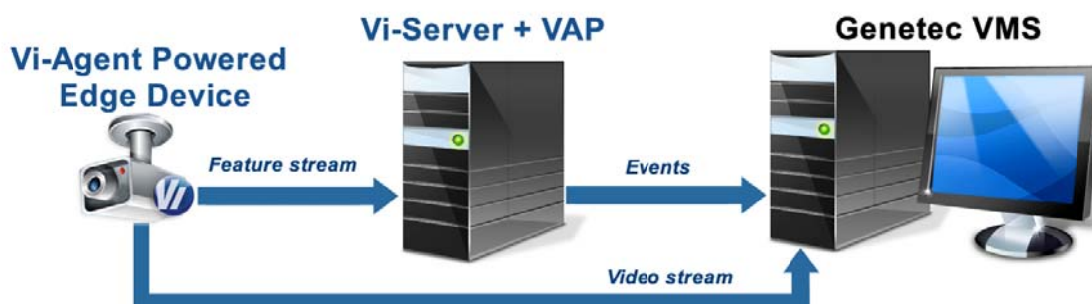 Vi-Agent Powered
Edge Device
Vi-Server + VAP
Genetec VMS
Feature stream
Events
Vi
Video stream